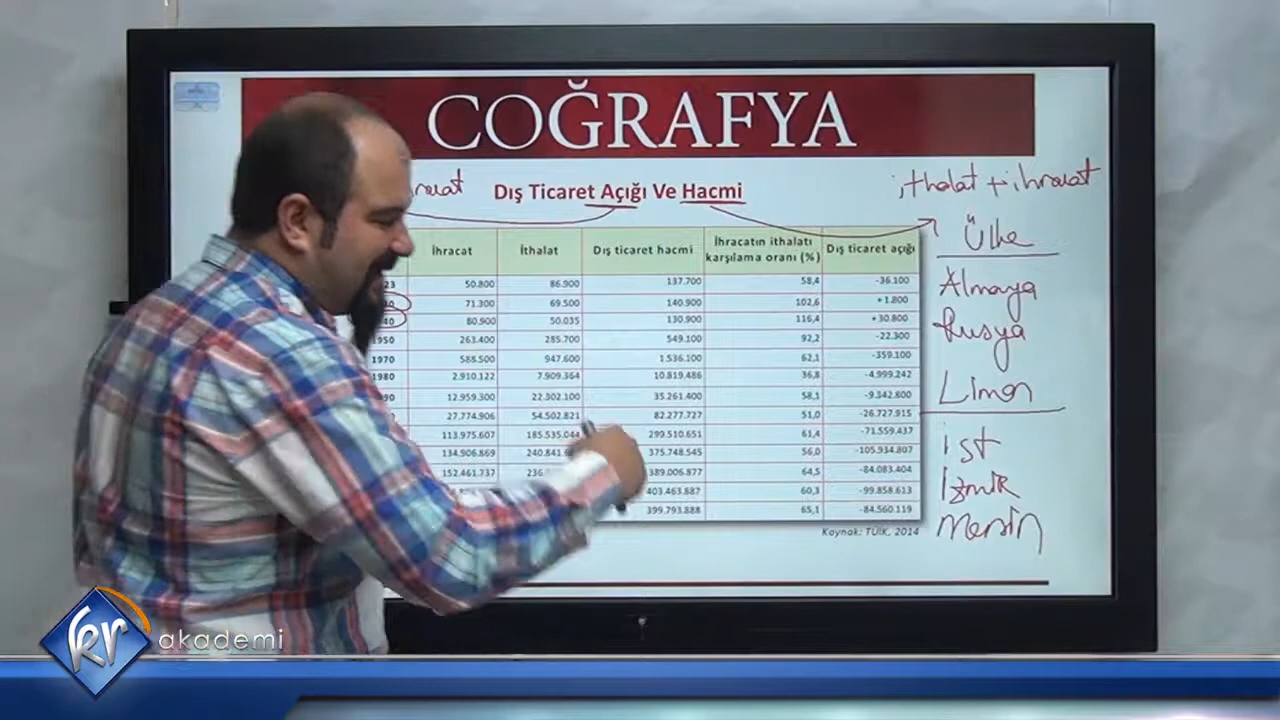 COĞRAFYA
ithalat + ihracat
Dış Ticaret Açığı Ve Hacmi
Ülke
Almaya
Rusya
Liman
ist
İzmir
Mersin
İhracat İthalat Dış ticaret hacmi İhracatın ithalatı karşılama oranı (%) Dış ticaret açığı
50.800 86.900 137.700 58,4 -36.100
71.300 69.500 140.900 102,6 +1.800
80.900 50.035 130.900 116,4 +30.800
1950 263.400 285.700 549.100 92,2 -22.300
1970 588.500 947.600 1.536.100 62,1 -359.100
1980 2.910.122 7.909.364 10.819.486 36,8 -4.999.242
12.959.300 22.302.100 35.261.400 58,1 -9.342.800
27.774.906 54.502.821 82.277.727 51,0 -26.727.915
113.975.607 185.535.044 299.510.651 61,4 -71.559.437
134.906.869 375.748.545 56,0 -105.934.807
152.461.737 389.006.877 64,5 -84.083.404
403.463.887 60,3 -99.858.613
399.793.888 65,1 -84.560.119
Kaynak: TÜİK, 2014
kr akademi